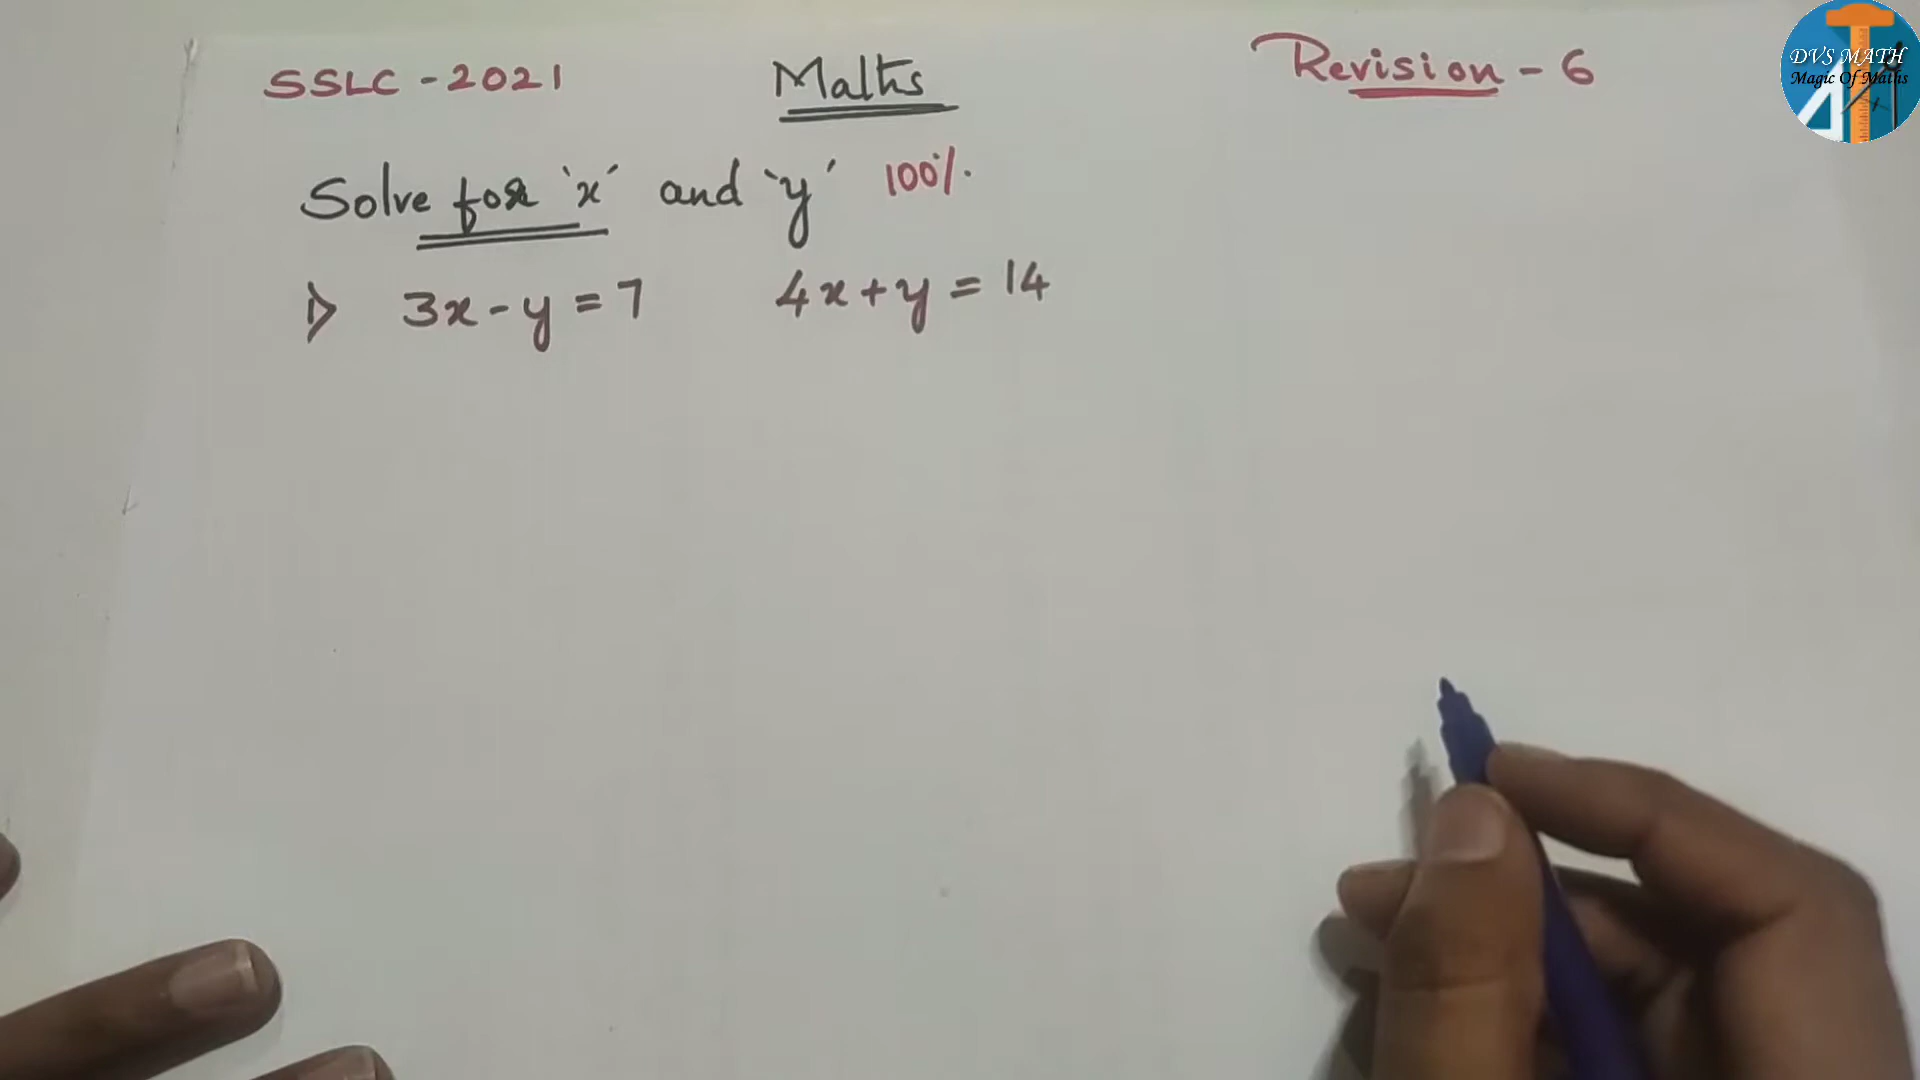 SSLC - 2021 Maths Revision - 6
DVS MATH
Magic Of Maths
Solve for 'x' and 'y' 100%.
1> 3x - y = 7 4x + y = 14